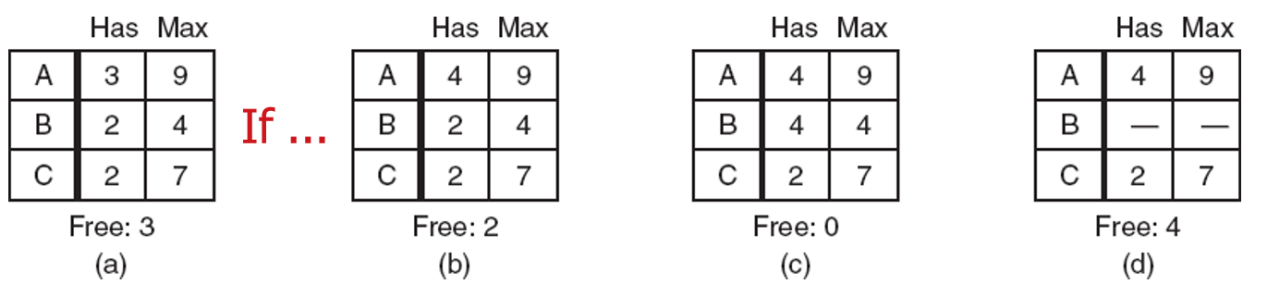 Has Max Has Max Has Max Has Max
A 3 9 A 4 9 A 4 9 A 4 9
B 2 4 If ... B 2 4 B 4 4 B — —
C 2 7 C 2 7 C 2 7 C 2 7
Free: 3 Free: 2 Free: 0 Free: 4
(a) (b) (c) (d)